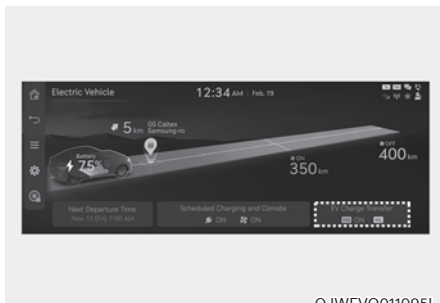 Electric Vehicle
12:34 AM | Feb. 19
5 km GS Caltex
Samsung-ro
Battery
75%
ON
350 km
OFF
400 km
Next Departure Time
Nov. 11 (Fri) 7:00 AM
Scheduled Charging and Climate
ON ON
EV Charge Transfer
ON